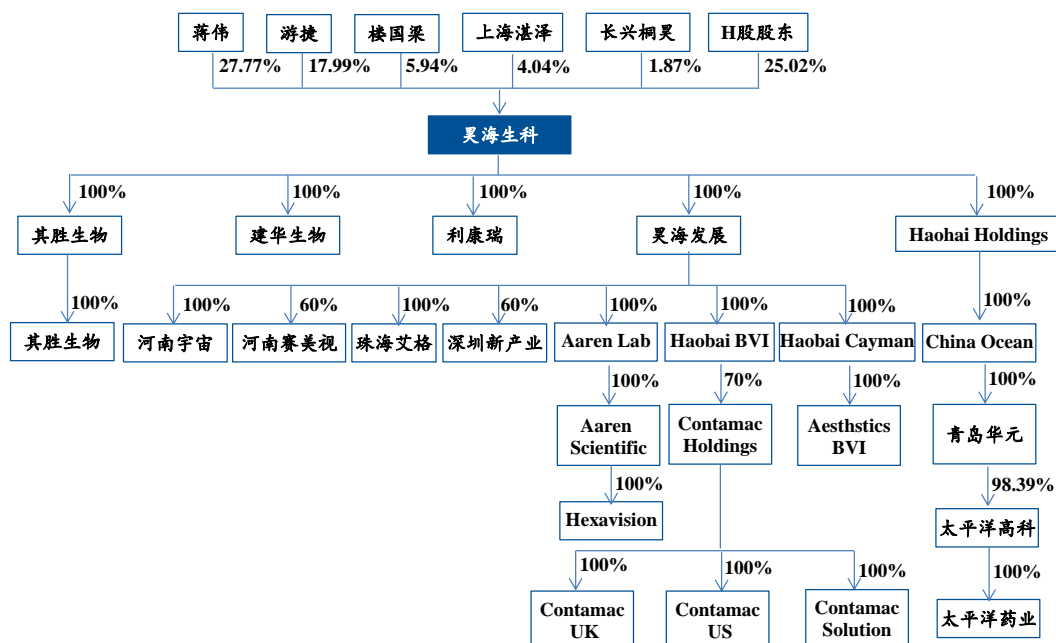 蒋伟
游捷
楼国梁
上海湛泽
长兴桐昊
H股股东
27.77%
17.99%
5.94%
4.04%
1.87%
25.02%
昊海生科
100%
100%
100%
100%
100%
其胜生物
建华生物
利康瑞
昊海发展
Haohai Holdings
100%
100%
60%
100%
60%
100%
100%
100%
100%
其胜生物
河南宇宙
河南赛美视
珠海艾格
深圳新产业
Aaren Lab
Haobai BVI
Haobai Cayman
China Ocean
100%
70%
100%
100%
Aaren
Scientific
Contamac
Holdings
Aesthstics
BVI
青岛华元
100%
98.39%
Hexavision
太平洋高科
100%
100%
100%
100%
Contamac
UK
Contamac
US
Contamac
Solution
太平洋药业